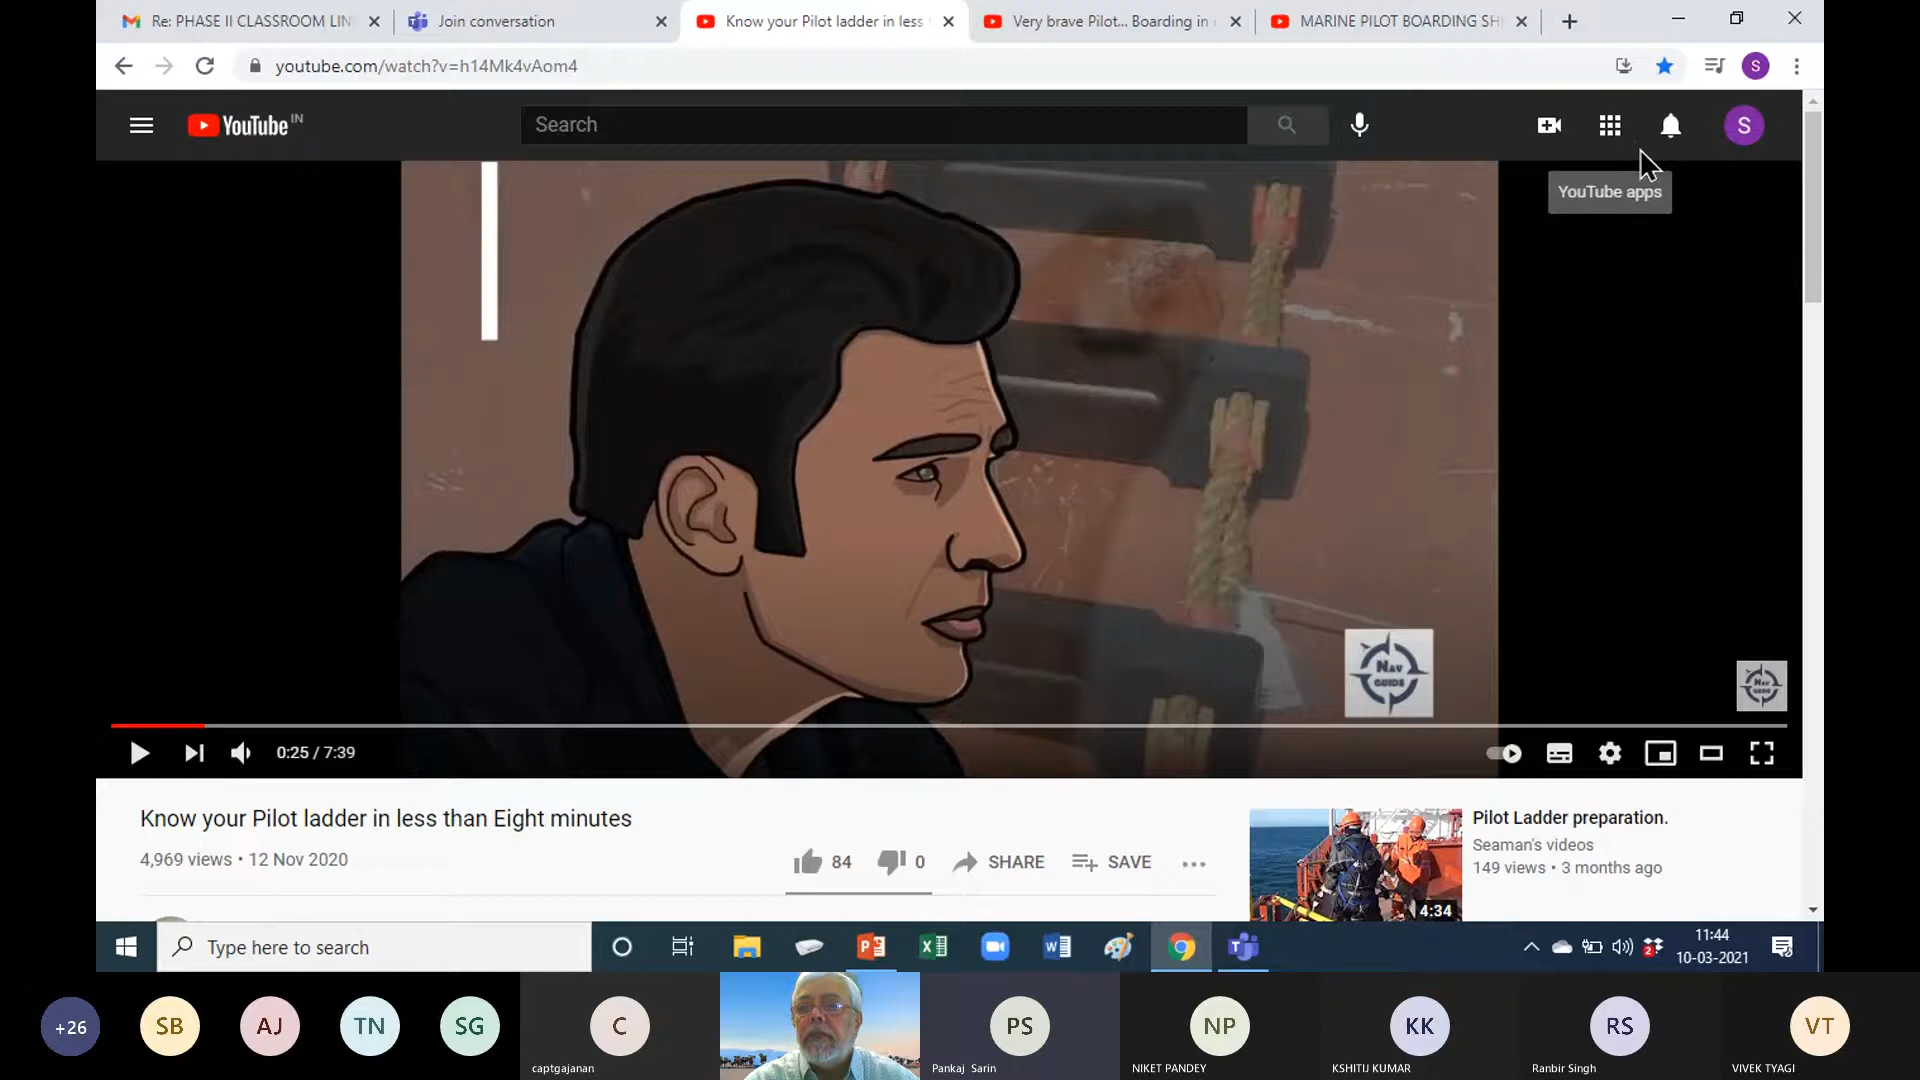 Re: PHASE II CLASSROOM LIN
Join conversation
Know your Pilot ladder in less
Very brave Pilot... Boarding in
MARINE PILOT BOARDING SH
youtube.com/watch?v=h14Mk4vAom4
S
YouTube IN
Search
S
YouTube apps
NAV GUIDE
NAV GUIDE
0:25 / 7:39
Know your Pilot ladder in less than Eight minutes
4,969 views • 12 Nov 2020
84
0
SHARE
SAVE
4:34
Pilot Ladder preparation.
Seaman's videos
149 views • 3 months ago
Type here to search
11:44
10-03-2021
+26
SB
AJ
TN
SG
C
captgajanan
PS
Pankaj Sarin
NP
NIKET PANDEY
KK
KSHITIJ KUMAR
RS
Ranbir Singh
VT
VIVEK TYAGI